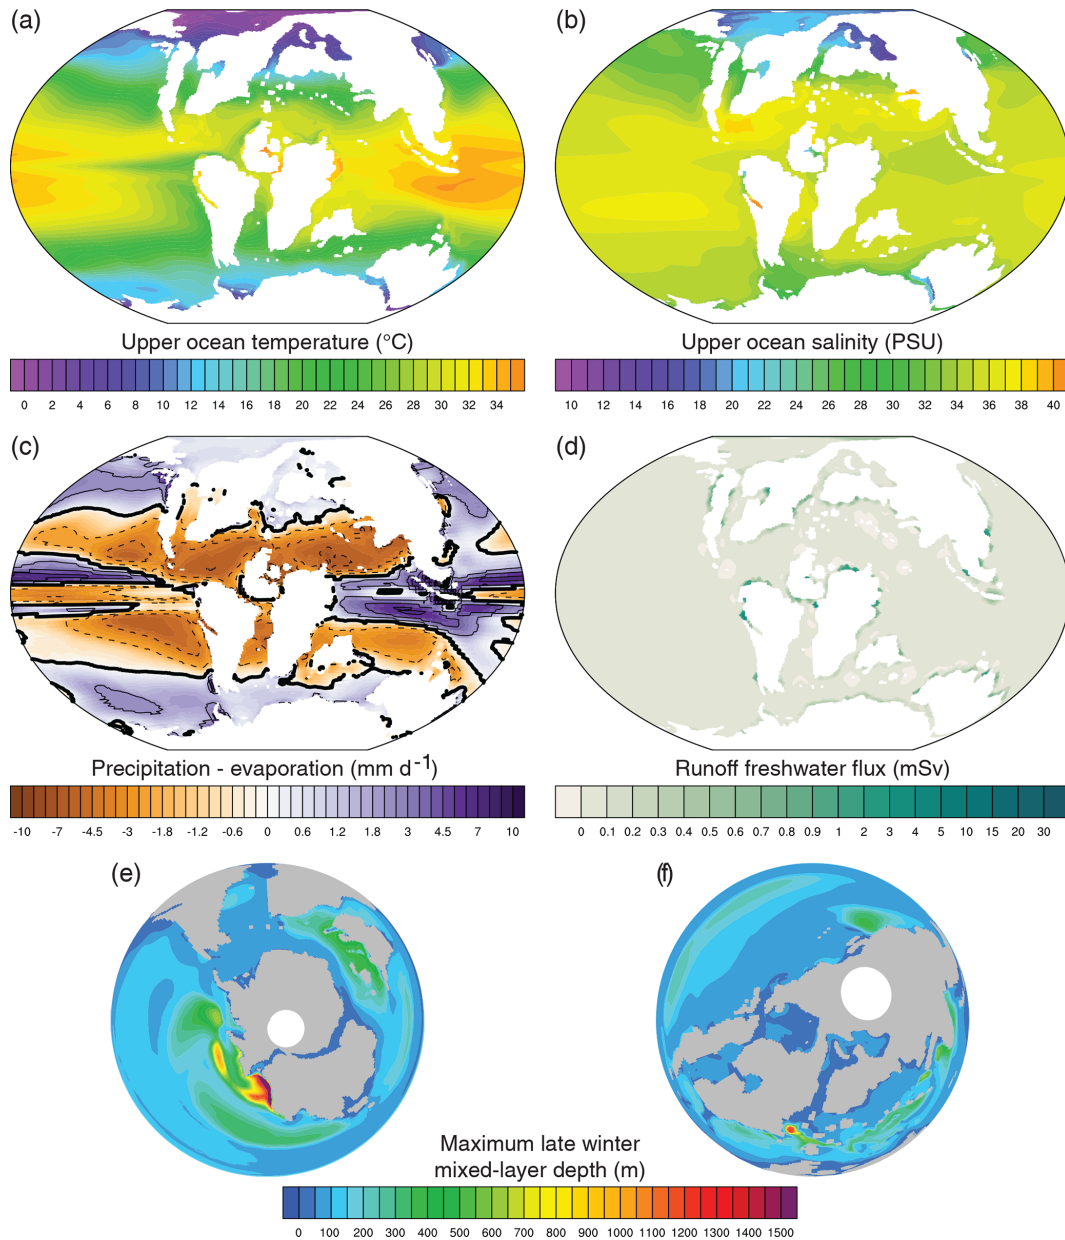 (a)
(b)
Upper ocean temperature (°C)
0 2 4 6 8 10 12 14 16 18 20 22 24 26 28 30 32 34
Upper ocean salinity (PSU)
10 12 14 16 18 20 22 24 26 28 30 32 34 36 38 40
(c)
(d)
Precipitation - evaporation (mm d⁻¹)
-10 -7 -4.5 -3 -1.8 -1.2 -0.6 0 0.6 1.2 1.8 3 4.5 7 10
Runoff freshwater flux (mSv)
0 0.1 0.2 0.3 0.4 0.5 0.6 0.7 0.8 0.9 1 2 3 4 5 10 15 20 30
(e)
(f)
Maximum late winter
mixed-layer depth (m)
0 100 200 300 400 500 600 700 800 900 1000 1100 1200 1300 1400 1500